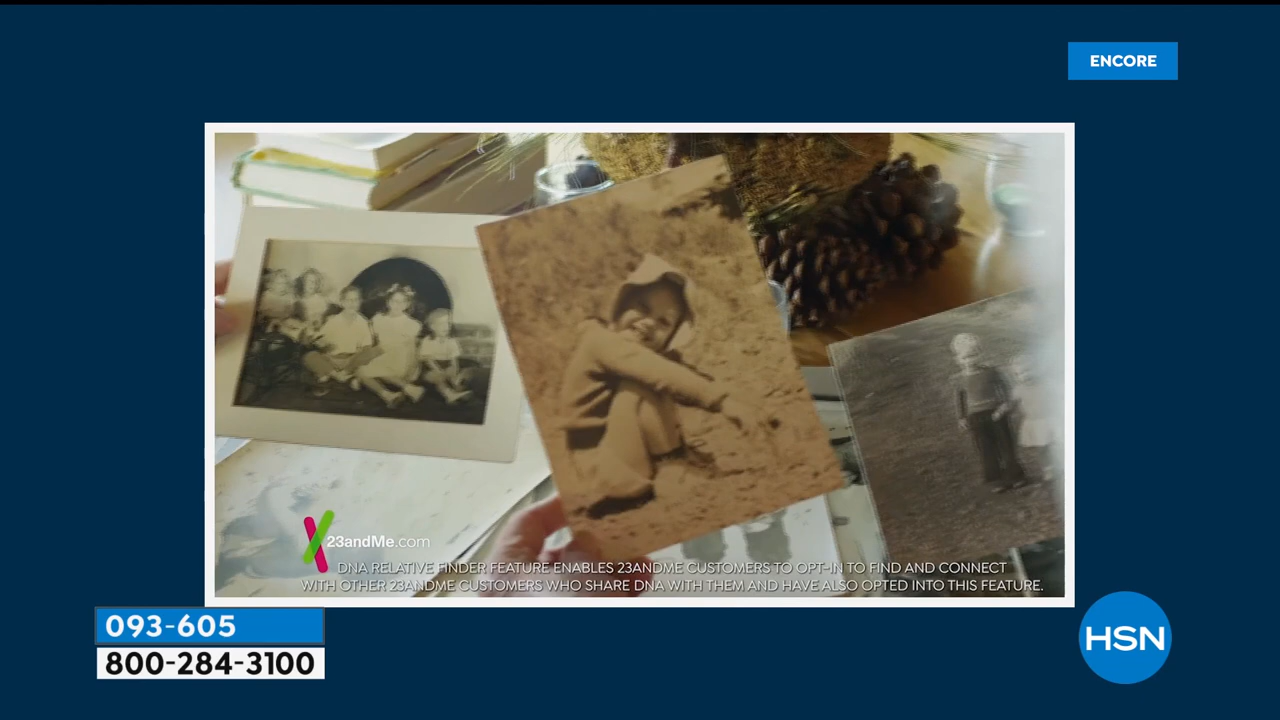 ENCORE
23andMe.com
DNA RELATIVE FINDER FEATURE ENABLES 23ANDME CUSTOMERS TO OPT-IN TO FIND AND CONNECT
WITH OTHER 23ANDME CUSTOMERS WHO SHARE DNA WITH THEM AND HAVE ALSO OPTED INTO THIS FEATURE.
093-605
800-284-3100
HSN